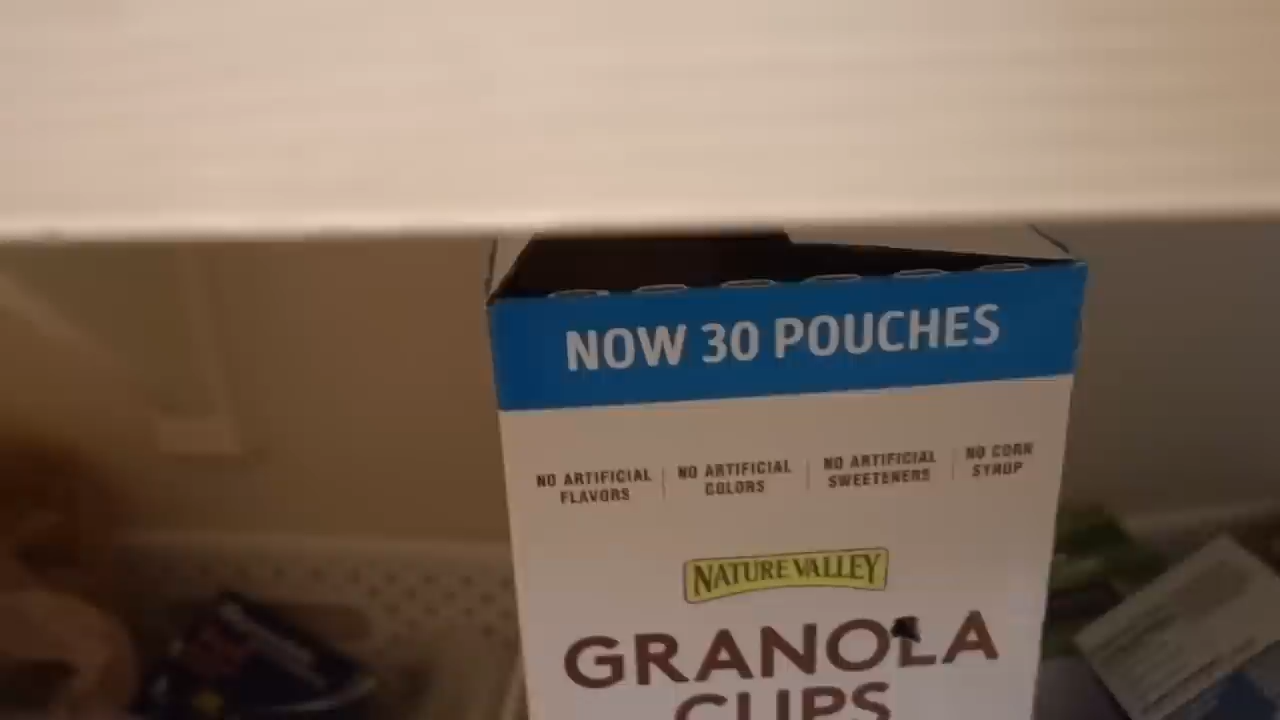 NOW 30 POUCHES
NO ARTIFICIAL
FLAVORS
NO ARTIFICIAL
COLORS
NO ARTIFICIAL
SWEETENERS
NO CORN
SYRUP
NATURE VALLEY
GRANOLA
CUPS